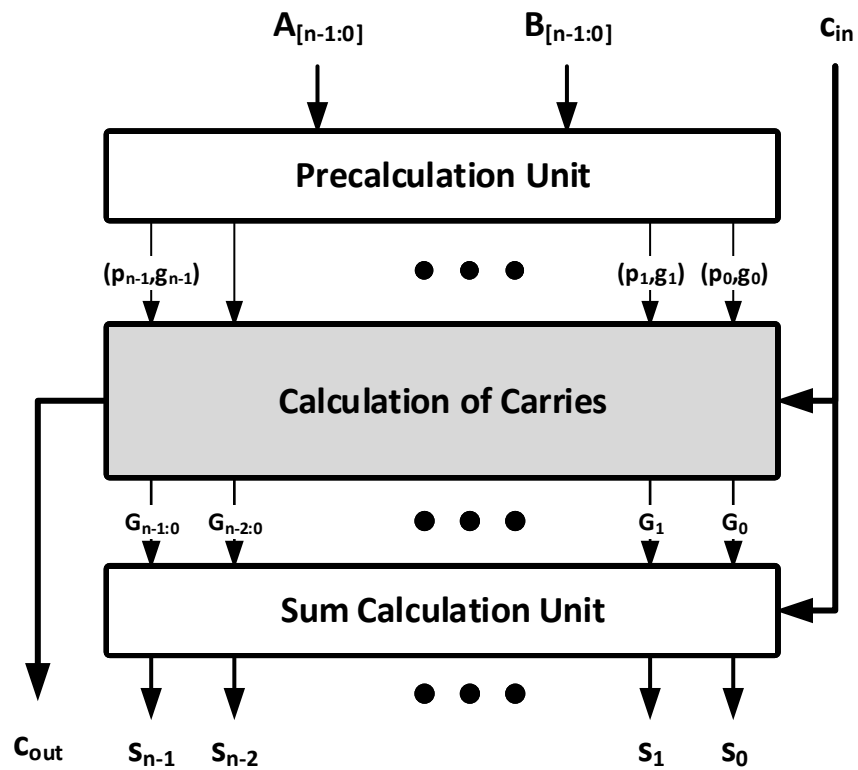 A[n-1:0] B[n-1:0] cin
Precalculation Unit
(pn-1,gn-1) (p1,g1) (p0,g0)
Calculation of Carries
Gn-1:0 Gn-2:0 G1 G0
Sum Calculation Unit
cout sn-1 sn-2 s1 s0